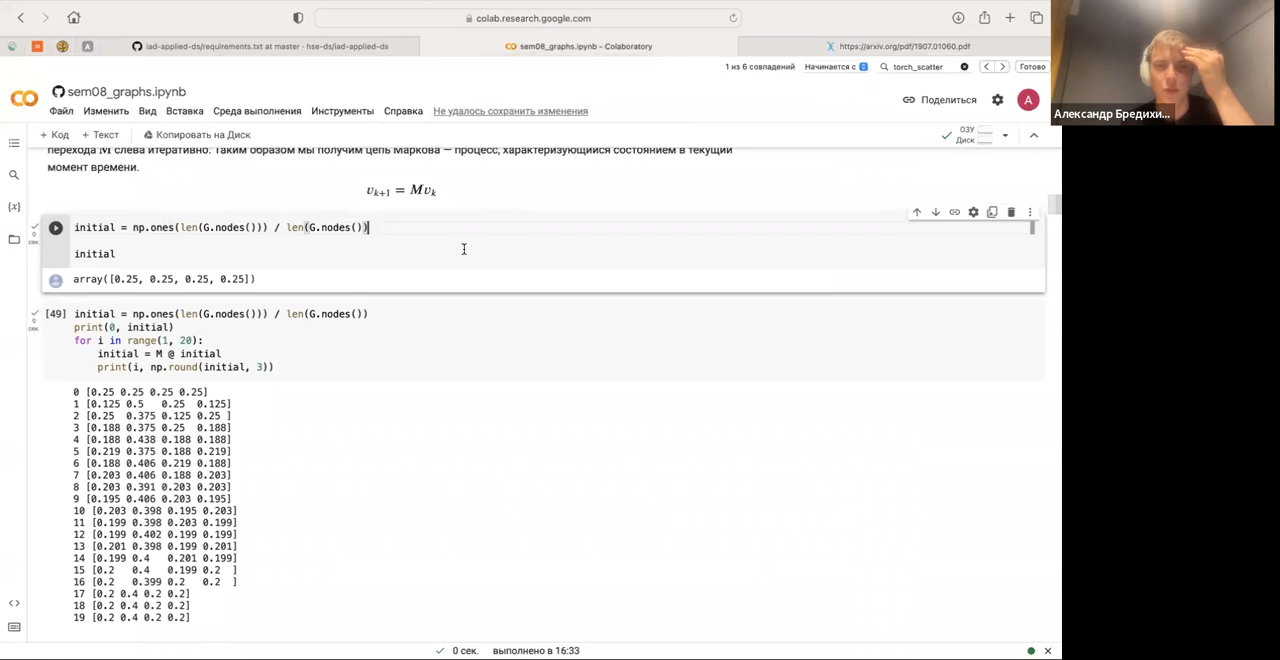 colab.research.google.com
iad-applied-ds/requirements.txt at master · hse-ds/iad-applied-ds
sem08_graphs.ipynb - Colaboratory
https://arxiv.org/pdf/1907.01060.pdf
1 из 6 совпадений
Начинается с
torch_scatter
Готово
sem08_graphs.ipynb
Файл Изменить Вид Вставка Среда выполнения Инструменты Справка Не удалось сохранить изменения
Поделиться
A
+ Код + Текст
Копировать на Диск
ОЗУ
Диск
перехода M слева итеративно. Таким образом мы получим цепь Маркова — процесс, характеризующийся состоянием в текущий
момент времени.
v_{k+1} = Mv_k
0
сек.
initial = np.ones(len(G.nodes())) / len(G.nodes())
initial
array([0.25, 0.25, 0.25, 0.25])
0
сек.
[49] initial = np.ones(len(G.nodes())) / len(G.nodes())
print(0, initial)
for i in range(1, 20):
initial = M @ initial
print(i, np.round(initial, 3))
0 [0.25 0.25 0.25 0.25]
1 [0.125 0.5   0.25  0.125]
2 [0.25  0.375 0.125 0.25 ]
3 [0.188 0.375 0.25  0.188]
4 [0.188 0.438 0.188 0.188]
5 [0.219 0.375 0.188 0.219]
6 [0.188 0.406 0.219 0.188]
7 [0.203 0.406 0.188 0.203]
8 [0.203 0.391 0.203 0.203]
9 [0.195 0.406 0.203 0.195]
10 [0.203 0.398 0.195 0.203]
11 [0.199 0.398 0.203 0.199]
12 [0.199 0.402 0.199 0.199]
13 [0.201 0.398 0.199 0.201]
14 [0.199 0.4   0.201 0.199]
15 [0.2   0.4   0.199 0.2  ]
16 [0.2   0.399 0.2   0.2  ]
17 [0.2 0.4 0.2 0.2]
18 [0.2 0.4 0.2 0.2]
19 [0.2 0.4 0.2 0.2]
0 сек. выполнено в 16:33
Александр Бредихи...